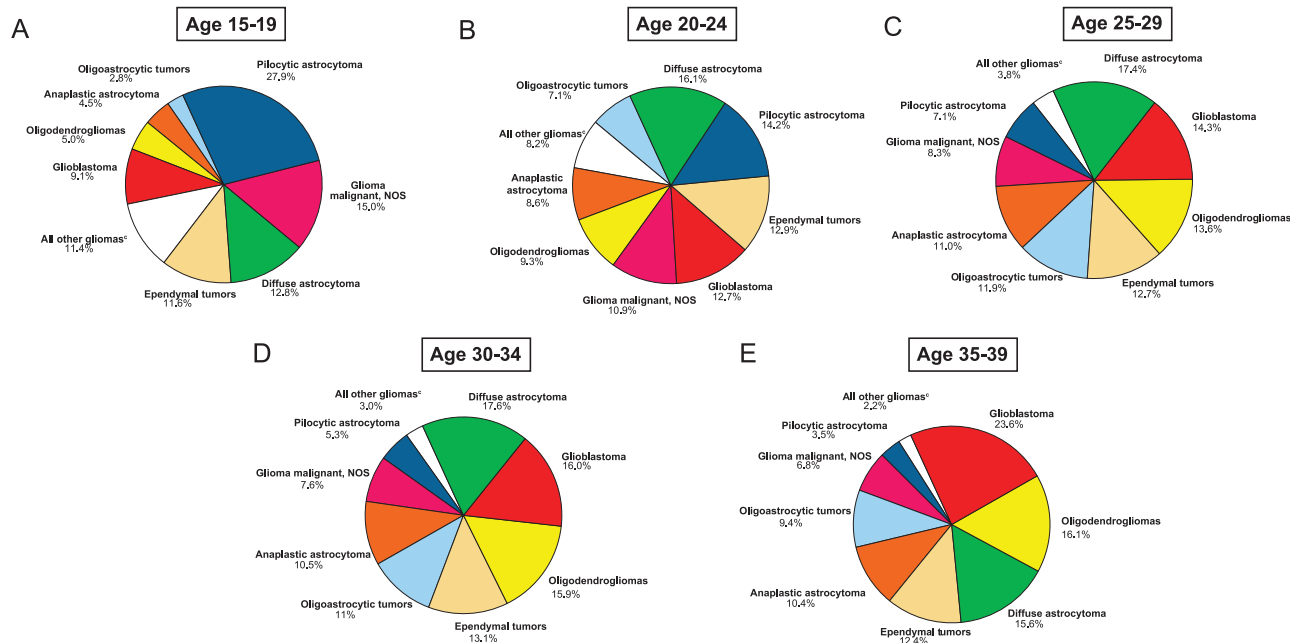 A
Age 15-19
Pilocytic astrocytoma
27.9%
Glioma
malignant, NOS
15.0%
Diffuse astrocytoma
12.8%
Ependymal tumors
11.6%
All other gliomasᶜ
11.4%
Glioblastoma
9.1%
Oligodendrogliomas
5.0%
Anaplastic astrocytoma
4.5%
Oligoastrocytic tumors
2.8%
B
Age 20-24
Diffuse astrocytoma
16.1%
Pilocytic astrocytoma
14.2%
Ependymal tumors
12.9%
Glioblastoma
12.7%
Glioma malignant, NOS
10.9%
Oligodendrogliomas
9.3%
Anaplastic
astrocytoma
8.6%
All other gliomasᶜ
8.2%
Oligoastrocytic tumors
7.1%
C
Age 25-29
Diffuse astrocytoma
17.4%
Glioblastoma
14.3%
Oligodendrogliomas
13.6%
Ependymal tumors
12.7%
Oligoastrocytic tumors
11.9%
Anaplastic astrocytoma
11.0%
Glioma malignant, NOS
8.3%
Pilocytic astrocytoma
7.1%
All other gliomasᶜ
3.8%
D
Age 30-34
Diffuse astrocytoma
17.6%
Glioblastoma
16.0%
Oligodendrogliomas
15.9%
Ependymal tumors
13.1%
Oligoastrocytic tumors
11%
Anaplastic astrocytoma
10.5%
Glioma malignant, NOS
7.6%
Pilocytic astrocytoma
5.3%
All other gliomasᶜ
3.0%
E
Age 35-39
Glioblastoma
23.6%
Oligodendrogliomas
16.1%
Diffuse astrocytoma
15.6%
Ependymal tumors
12.4%
Anaplastic astrocytoma
10.4%
Oligoastrocytic tumors
9.4%
Glioma malignant, NOS
6.8%
Pilocytic astrocytoma
3.5%
All other gliomasᶜ
2.2%